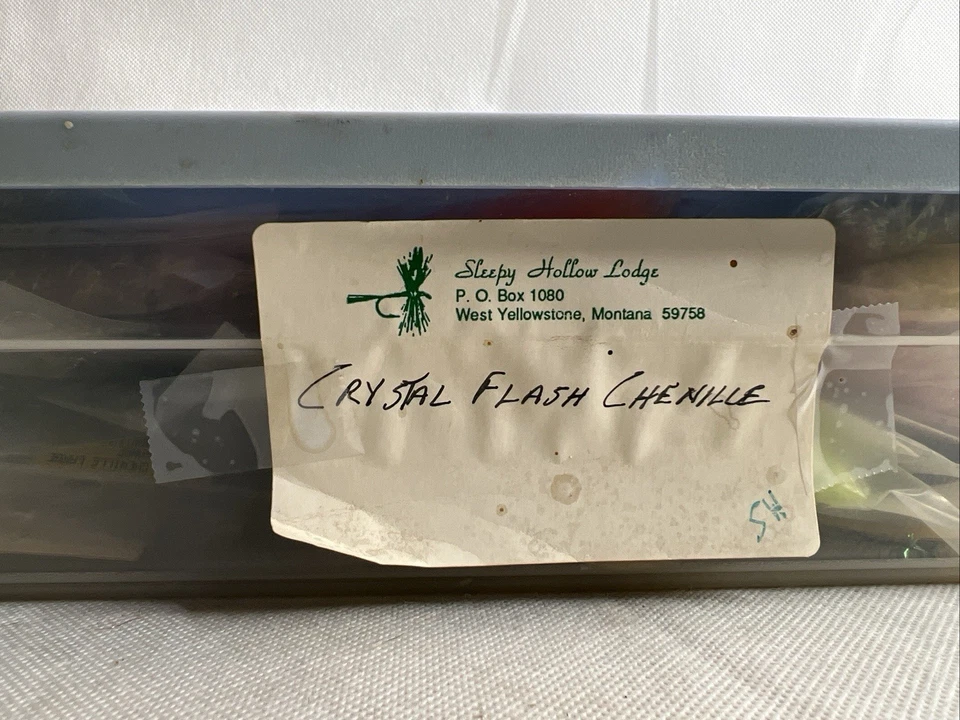 Sleepy Hollow Lodge
P. O. Box 1080
West Yellowstone, Montana 59758
CRYSTAL FLASH CHENILLE